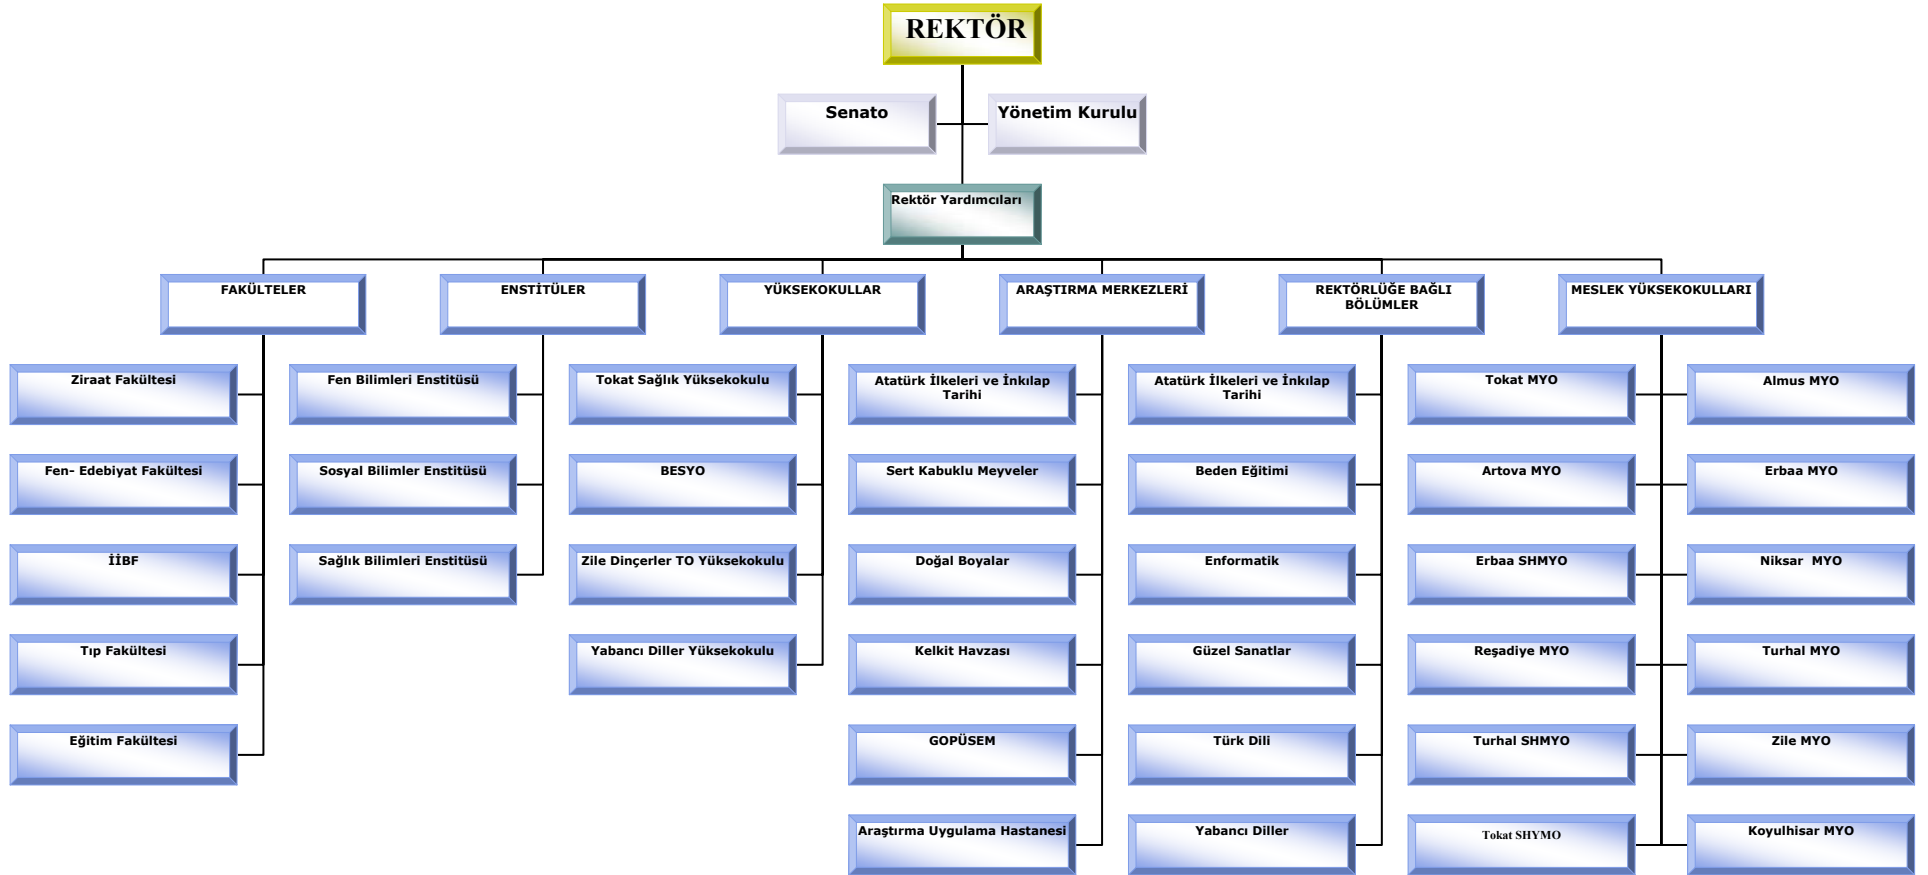 REKTÖR
Senato
Yönetim Kurulu
Rektör Yardımcıları
FAKÜLTELER
ENSTİTÜLER
YÜKSEKOKULLAR
ARAŞTIRMA MERKEZLERİ
REKTÖRLÜĞE BAĞLI
BÖLÜMLER
MESLEK YÜKSEKOKULLARI
Ziraat Fakültesi
Fen- Edebiyat Fakültesi
İİBF
Tıp Fakültesi
Eğitim Fakültesi
Fen Bilimleri Enstitüsü
Sosyal Bilimler Enstitüsü
Sağlık Bilimleri Enstitüsü
Tokat Sağlık Yüksekokulu
BESYO
Zile Dinçerler TO Yüksekokulu
Yabancı Diller Yüksekokulu
Atatürk İlkeleri ve İnkılap
Tarihi
Sert Kabuklu Meyveler
Doğal Boyalar
Kelkit Havzası
GOPÜSEM
Araştırma Uygulama Hastanesi
Atatürk İlkeleri ve İnkılap
Tarihi
Beden Eğitimi
Enformatik
Güzel Sanatlar
Türk Dili
Yabancı Diller
Tokat MYO
Artova MYO
Erbaa SHMYO
Reşadiye MYO
Turhal SHMYO
Tokat SHYMO
Almus MYO
Erbaa MYO
Niksar  MYO
Turhal MYO
Zile MYO
Koyulhisar MYO